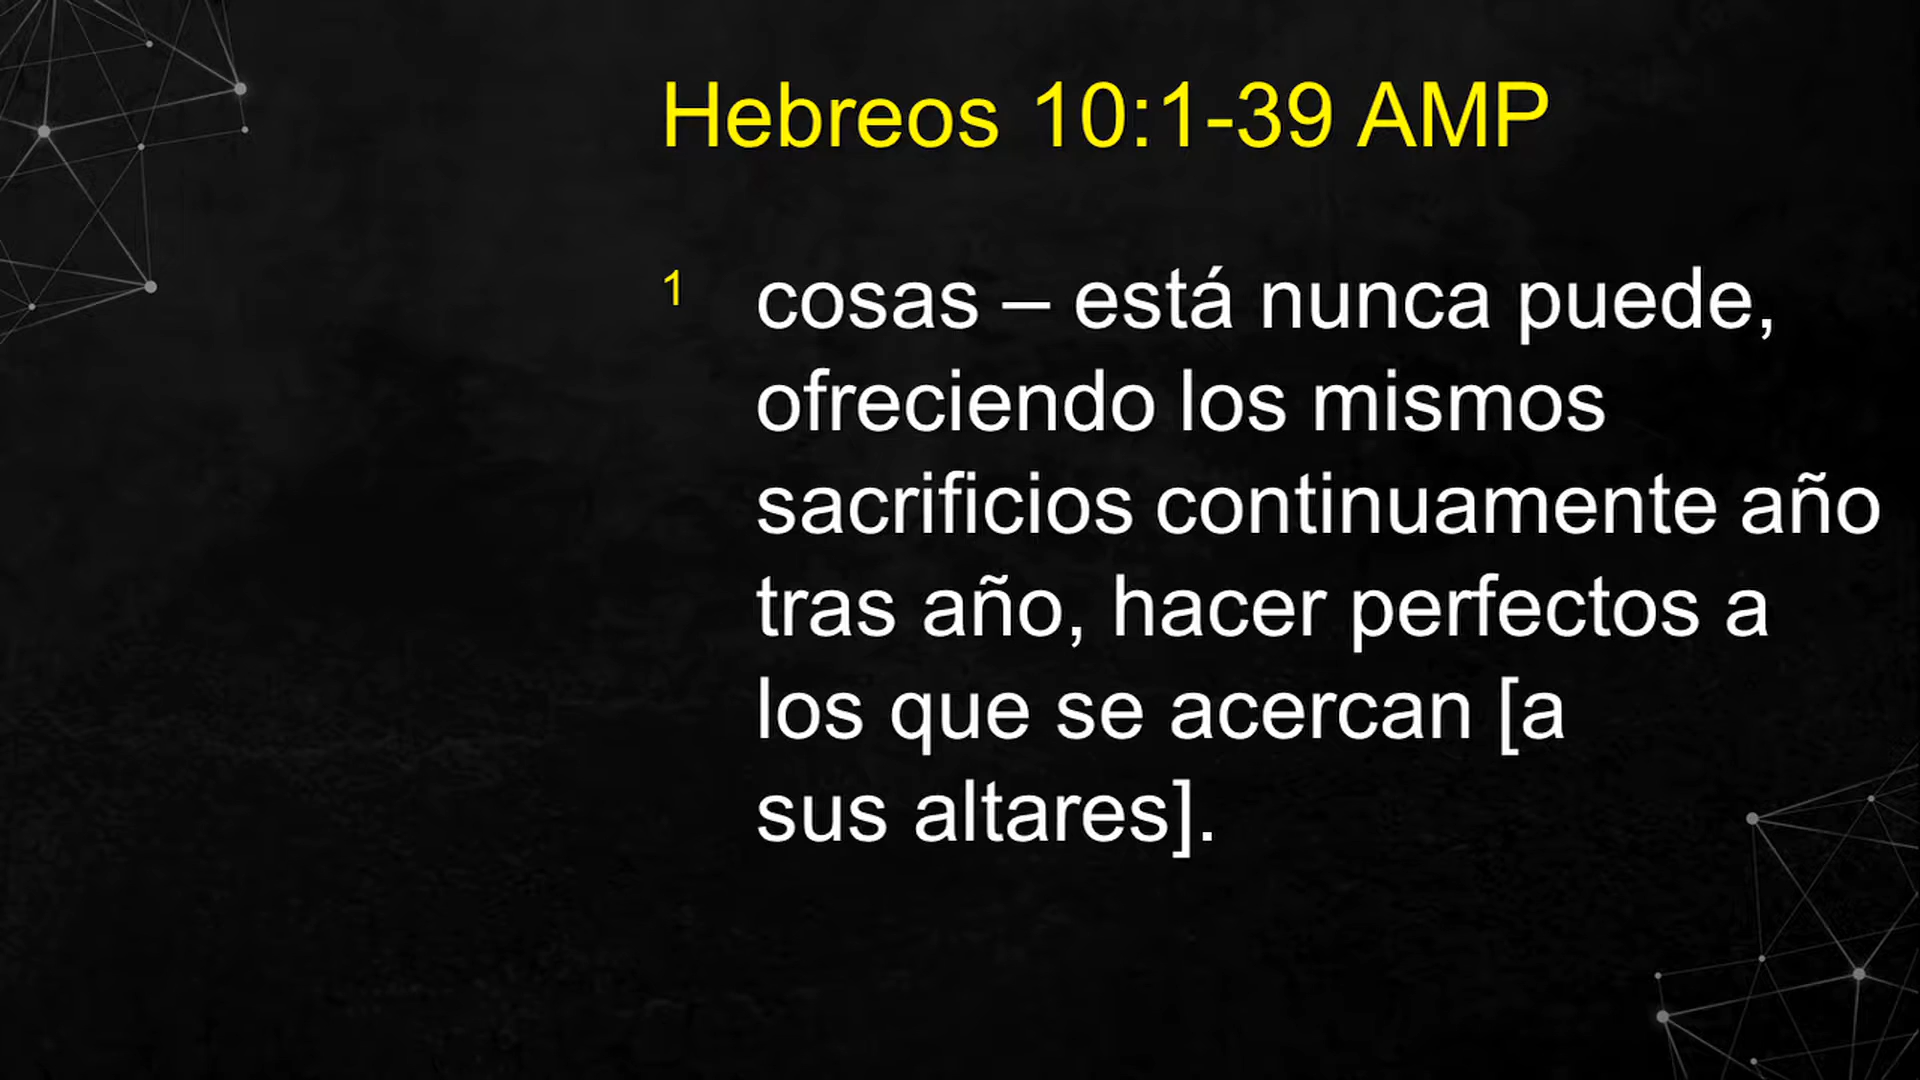 Hebreos 10:1-39 AMP
1 cosas – está nunca puede,
ofreciendo los mismos
sacrificios continuamente año
tras año, hacer perfectos a
los que se acercan [a
sus altares].